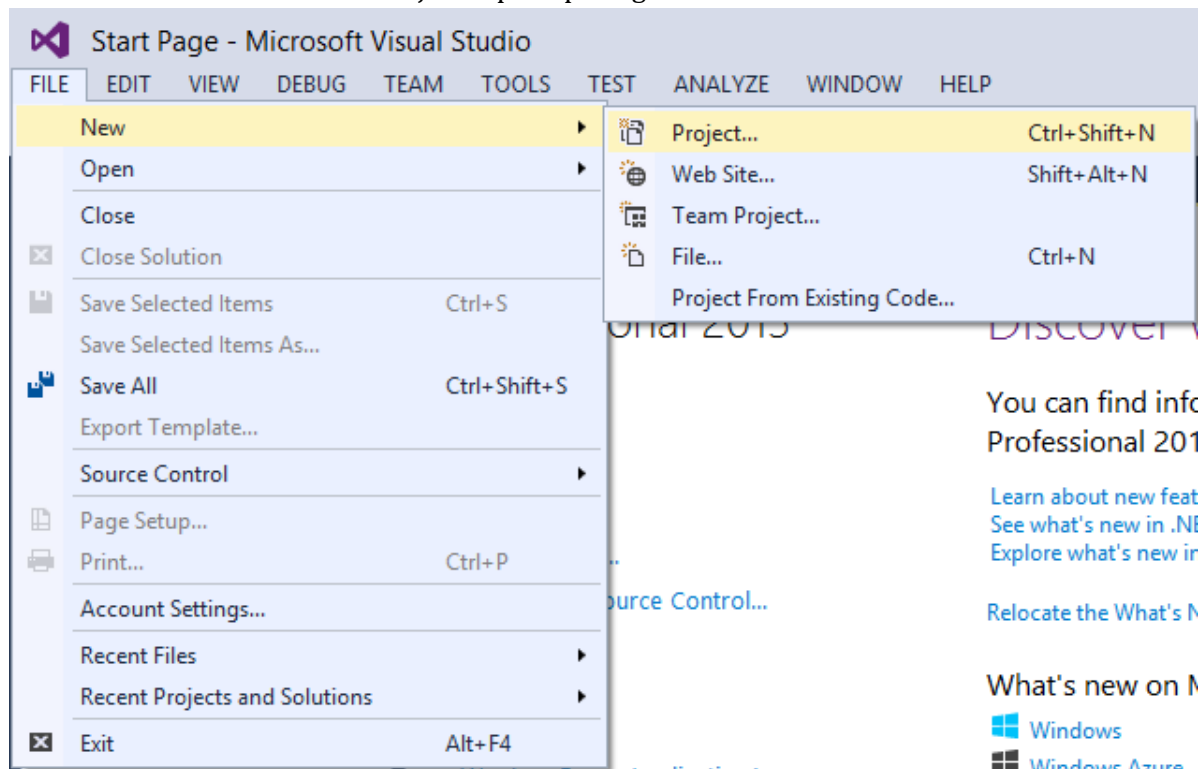 Start Page - Microsoft Visual Studio
FILE EDIT VIEW DEBUG TEAM TOOLS TEST ANALYZE WINDOW HELP
New
Open
Close
Close Solution
Save Selected Items Ctrl+S
Save Selected Items As...
Save All Ctrl+Shift+S
Export Template...
Source Control
Page Setup...
Print... Ctrl+P
Account Settings...
Recent Files
Recent Projects and Solutions
Exit Alt+F4
Project... Ctrl+Shift+N
Web Site... Shift+Alt+N
Team Project...
File... Ctrl+N
Project From Existing Code...
Discover
You can find info
Professional 201
Learn about new feat
See what's new in .NE
Explore what's new in
ource Control...
Relocate the What's N
What's new on M
Windows
Windows Azure